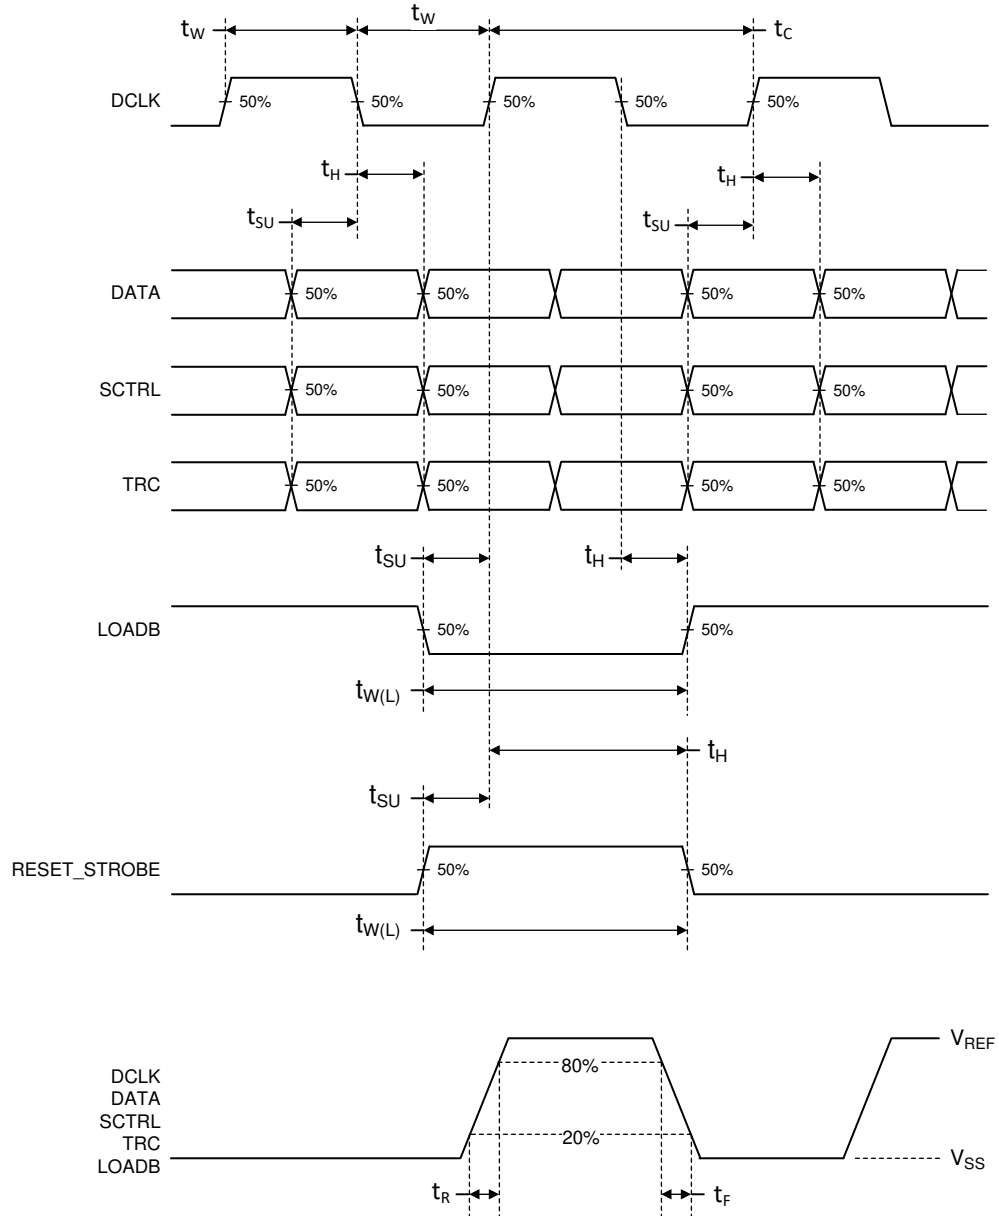 tW tW tC
DCLK 50% 50% 50% 50% 50%
tH tH
tSU tSU
DATA 50% 50% 50% 50%
SCTRL 50% 50% 50% 50%
TRC 50% 50% 50% 50%
tSU tH
LOADB 50% 50%
tW(L)
tH
tSU
RESET_STROBE 50% 50%
tW(L)
VREF
80%
DCLK
DATA
SCTRL
20%
TRC
LOADB
VSS
tR tF